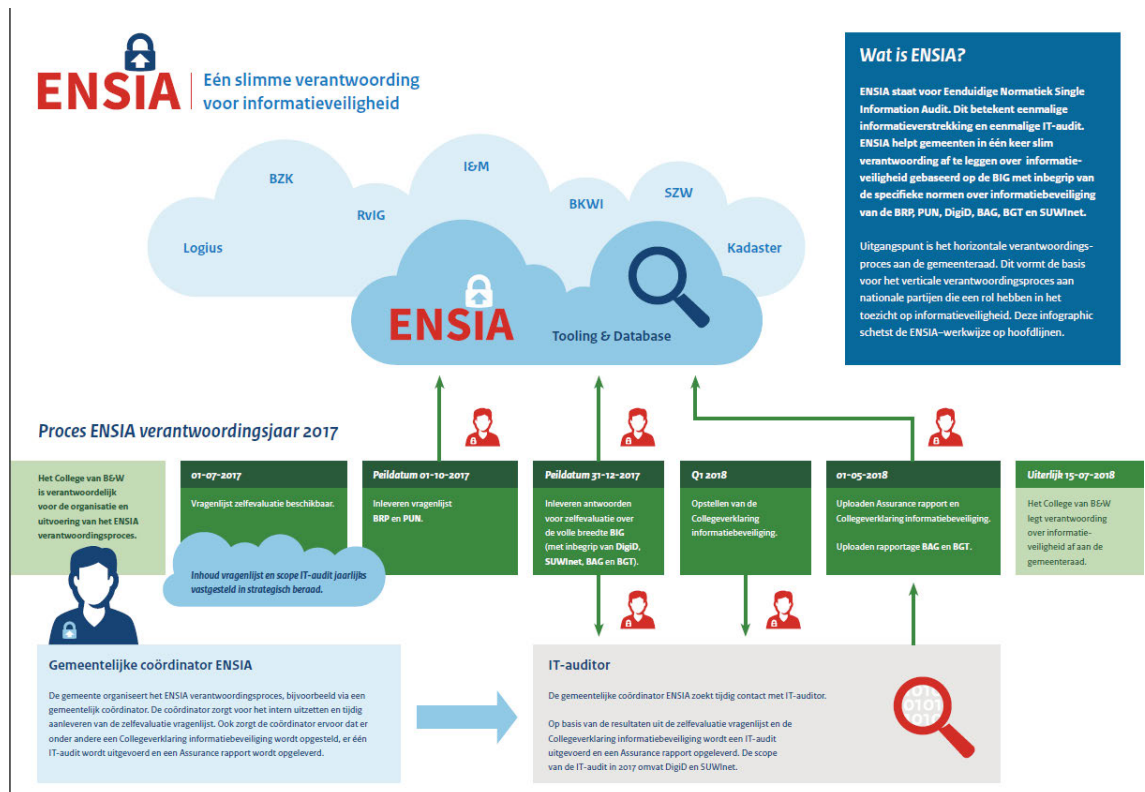 ENSIA
Eén slimme verantwoording
voor informatieveiligheid
Wat is ENSIA?
ENSIA staat voor Eenduidige Normatiek Single
Information Audit. Dit betekent eenmalige
informatieverstrekking en eenmalige IT-audit.
ENSIA helpt gemeenten in één keer slim
verantwoording af te leggen over informatie-
veiligheid gebaseerd op de BIG met inbegrip van
de specifieke normen over informatiebeveiliging
van de BRP, PUN, DigiD, BAG, BGT en SUWInet.
Uitgangspunt is het horizontale verantwoordings-
proces aan de gemeenteraad. Dit vormt de basis
voor het verticale verantwoordingsproces aan
nationale partijen die een rol hebben in het
toezicht op informatieveiligheid. Deze infographic
schetst de ENSIA–werkwijze op hoofdlijnen.
Logius
BZK
RvIG
I&M
BKWI
SZW
Kadaster
ENSIA
Tooling & Database
Proces ENSIA verantwoordingsjaar 2017
Het College van B&W
is verantwoordelijk
voor de organisatie en
uitvoering van het ENSIA
verantwoordingsproces.
01-07-2017
Vragenlijst zelfevaluatie beschikbaar.
Inhoud vragenlijst en scope IT-audit jaarlijks
vastgesteld in strategisch beraad.
Peildatum 01-10-2017
Inleveren vragenlijst
BRP en PUN.
Peildatum 31-12-2017
Inleveren antwoorden
voor zelfevaluatie over
de volle breedte BIG
(met inbegrip van DigiD,
SUWInet, BAG en BGT).
Q1 2018
Opstellen van de
Collegeverklaring
informatiebeveiliging.
01-05-2018
Uploaden Assurance rapport en
Collegeverklaring informatiebeveiliging.
Uploaden rapportage BAG en BGT.
Uiterlijk 15-07-2018
Het College van B&W
legt verantwoording
over informatie-
veiligheid af aan de
gemeenteraad.
Gemeentelijke coördinator ENSIA
De gemeente organiseert het ENSIA verantwoordingsproces, bijvoorbeeld via een
gemeentelijk coördinator. De coördinator zorgt voor het intern uitzetten en tijdig
aanleveren van de zelfevaluatie vragenlijst. Ook zorgt de coördinator ervoor dat er
onder andere een Collegeverklaring informatiebeveiliging wordt opgesteld, er één
IT-audit wordt uitgevoerd en een Assurance rapport wordt opgeleverd.
IT-auditor
De gemeentelijke coördinator ENSIA zoekt tijdig contact met IT-auditor.
Op basis van de resultaten uit de zelfevaluatie vragenlijst en de
Collegeverklaring informatiebeveiliging wordt een IT-audit
uitgevoerd en een Assurance rapport opgeleverd. De scope
van de IT-audit in 2017 omvat DigiD en SUWInet.